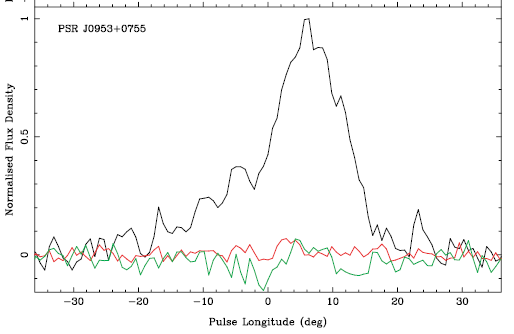 PSR J0953+0755
1
0.5
0
Normalised Flux Density
−30 −20 −10 0 10 20 30
Pulse Longitude (deg)